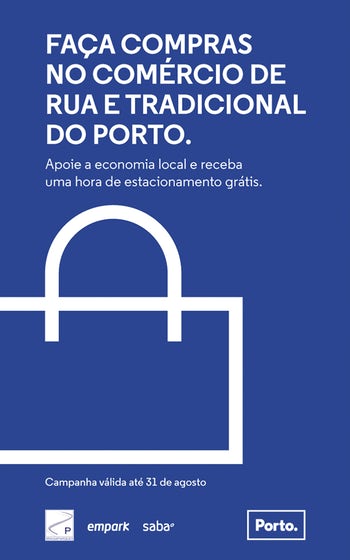 FAÇA COMPRAS
NO COMÉRCIO DE
RUA E TRADICIONAL
DO PORTO.
Apoie a economia local e receba
uma hora de estacionamento grátis.
Campanha válida até 31 de agosto
P
empark
saba
Porto.